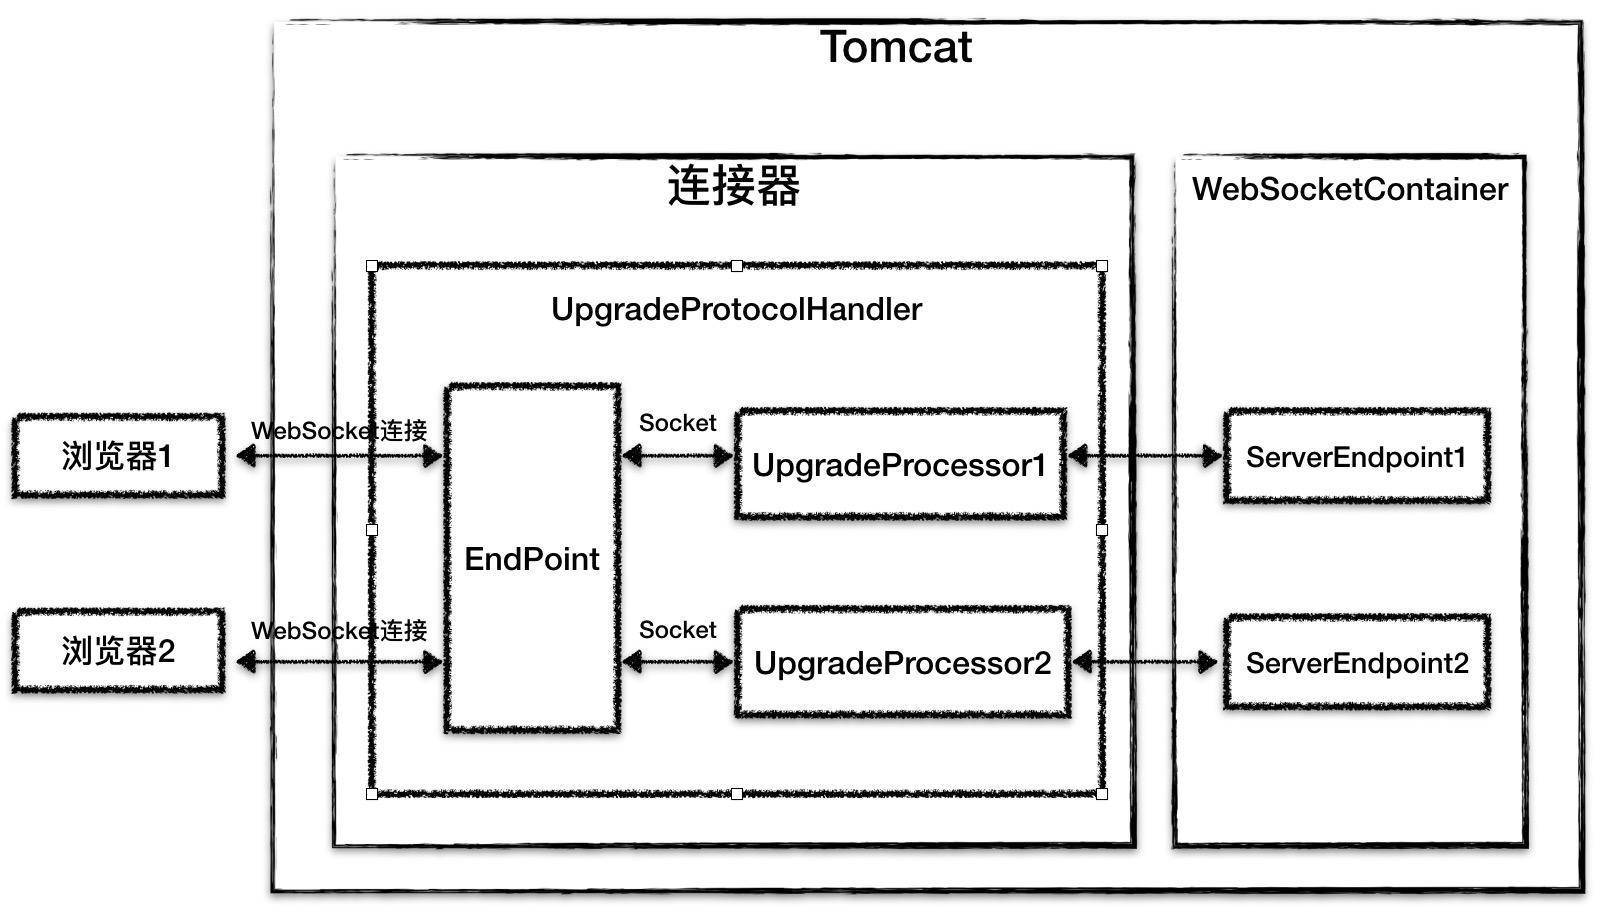 Tomcat
连接器
WebSocketContainer
UpgradeProtocolHandler
浏览器1
WebSocket连接
Socket
UpgradeProcessor1
ServerEndpoint1
EndPoint
浏览器2
WebSocket连接
Socket
UpgradeProcessor2
ServerEndpoint2